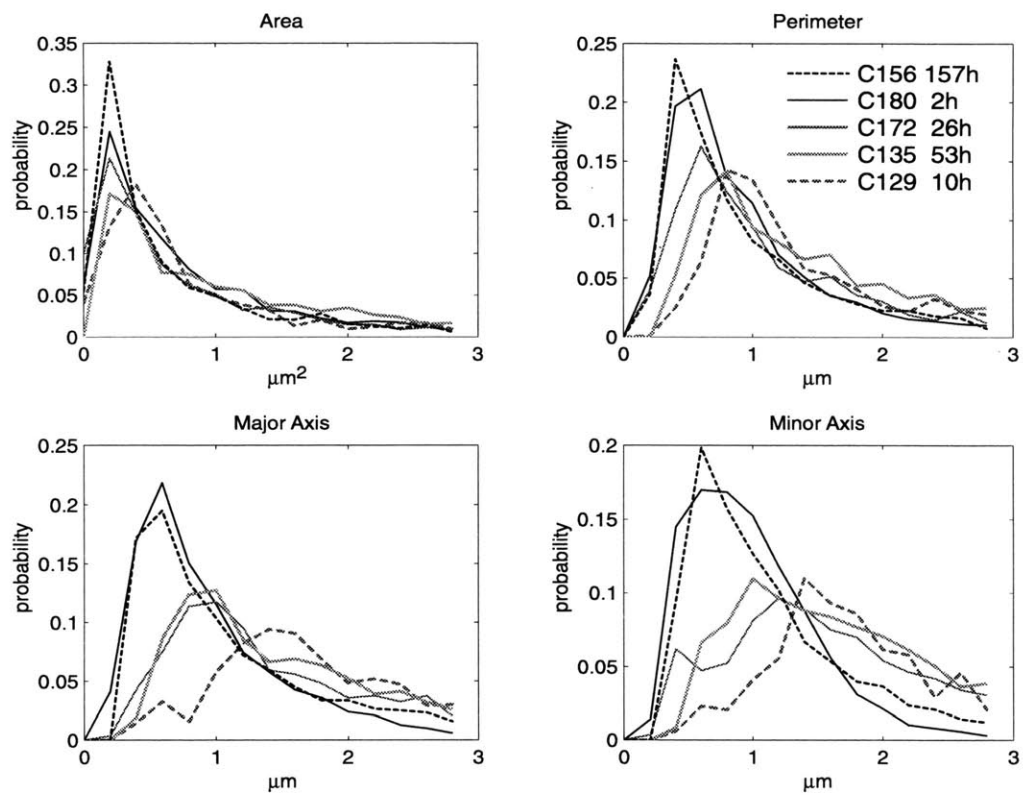 Area
0.35
0.3
0.25
0.2
0.15
0.1
0.05
0
probability
0 1 2 3
μm²
Perimeter
0.25
0.2
0.15
0.1
0.05
0
probability
C156 157h
C180 2h
C172 26h
C135 53h
C129 10h
0 1 2 3
μm
Major Axis
0.25
0.2
0.15
0.1
0.05
0
probability
0 1 2 3
μm
Minor Axis
0.2
0.15
0.1
0.05
0
probability
0 1 2 3
μm